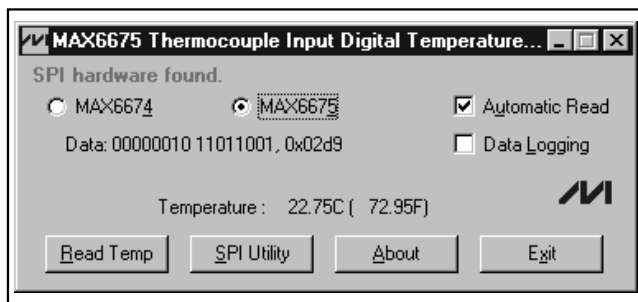 MAX6675 Thermocouple Input Digital Temperature...
SPI hardware found.
MAX6674 MAX6675 Automatic Read
Data: 00000010 11011001, 0x02d9 Data Logging
Temperature : 22.75C ( 72.95F)
Read Temp SPI Utility About Exit